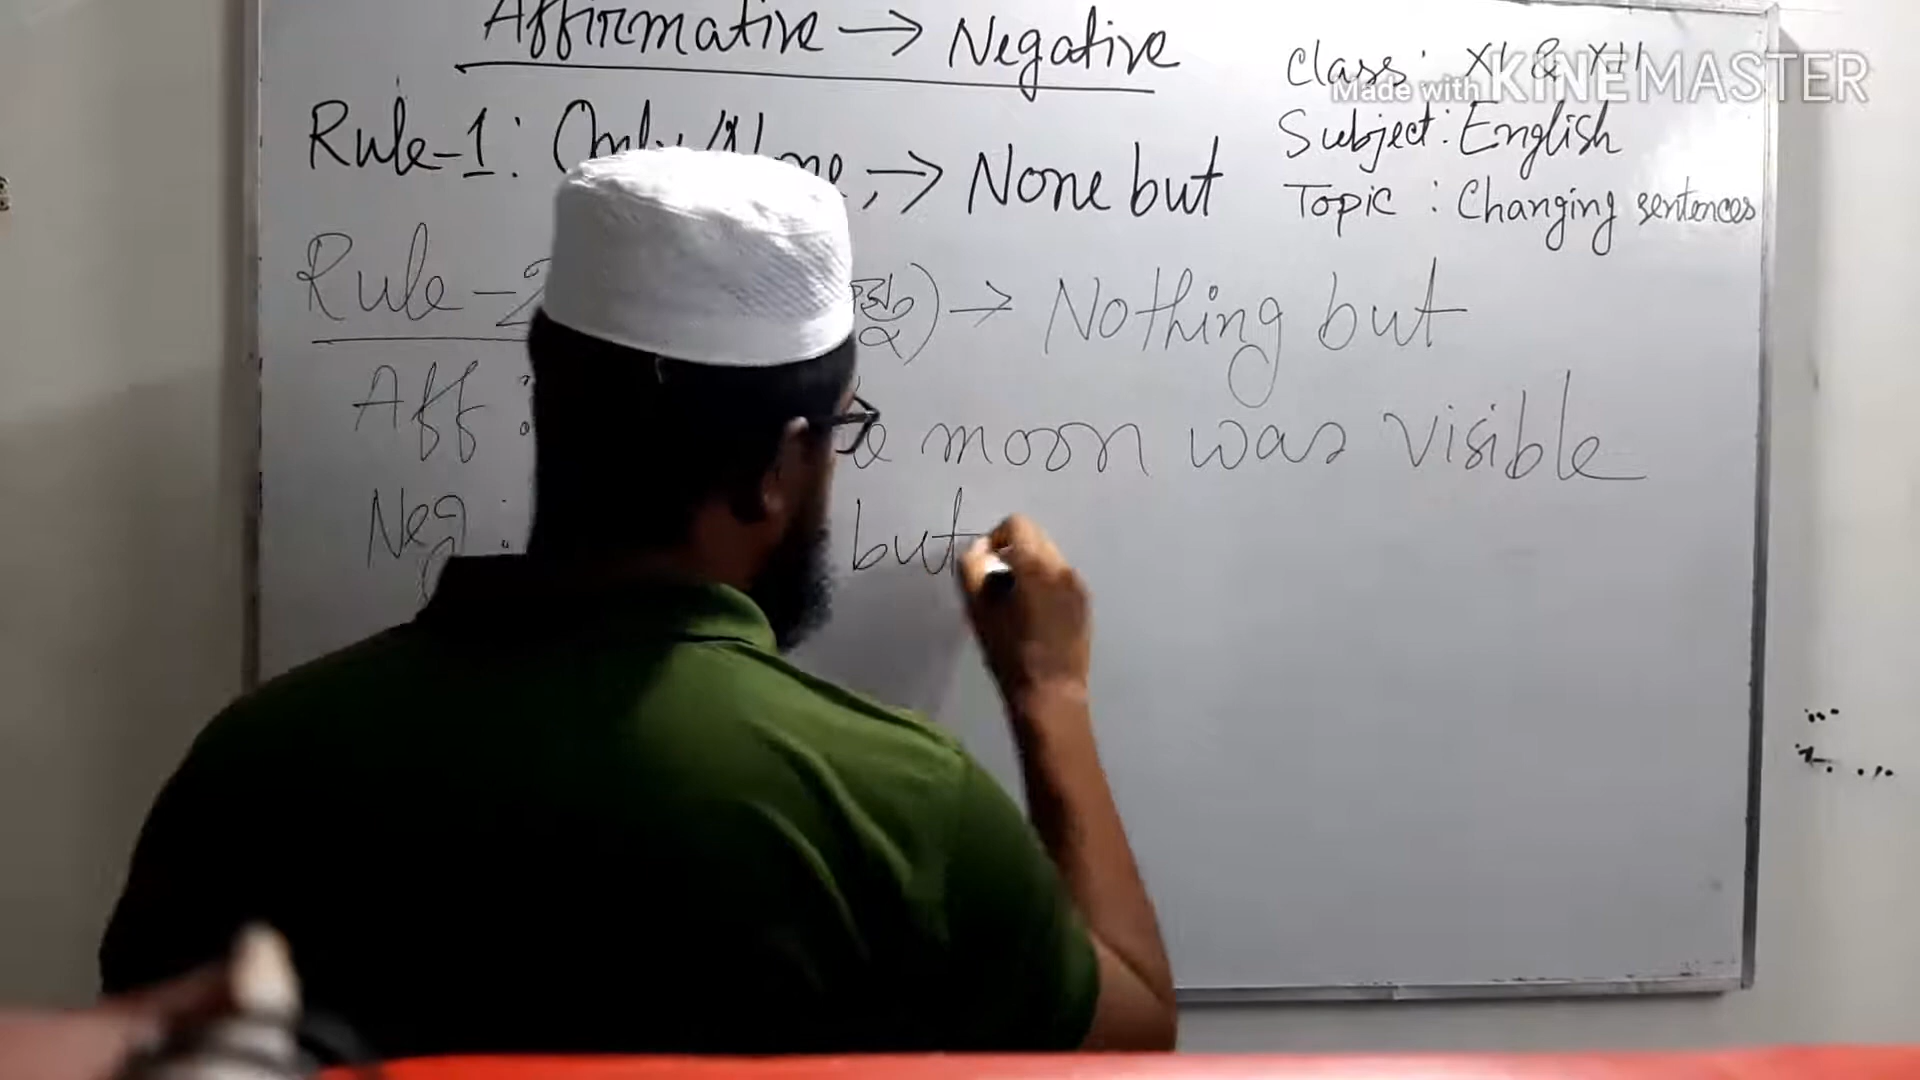 Affirmative → Negative
Class: XI & XII
Made with KINEMASTER
Rule-1: Only / → None but
Subject: English
Topic : Changing sentences
Rule-2 → Nothing but
Aff : moon was visible
Neg : but